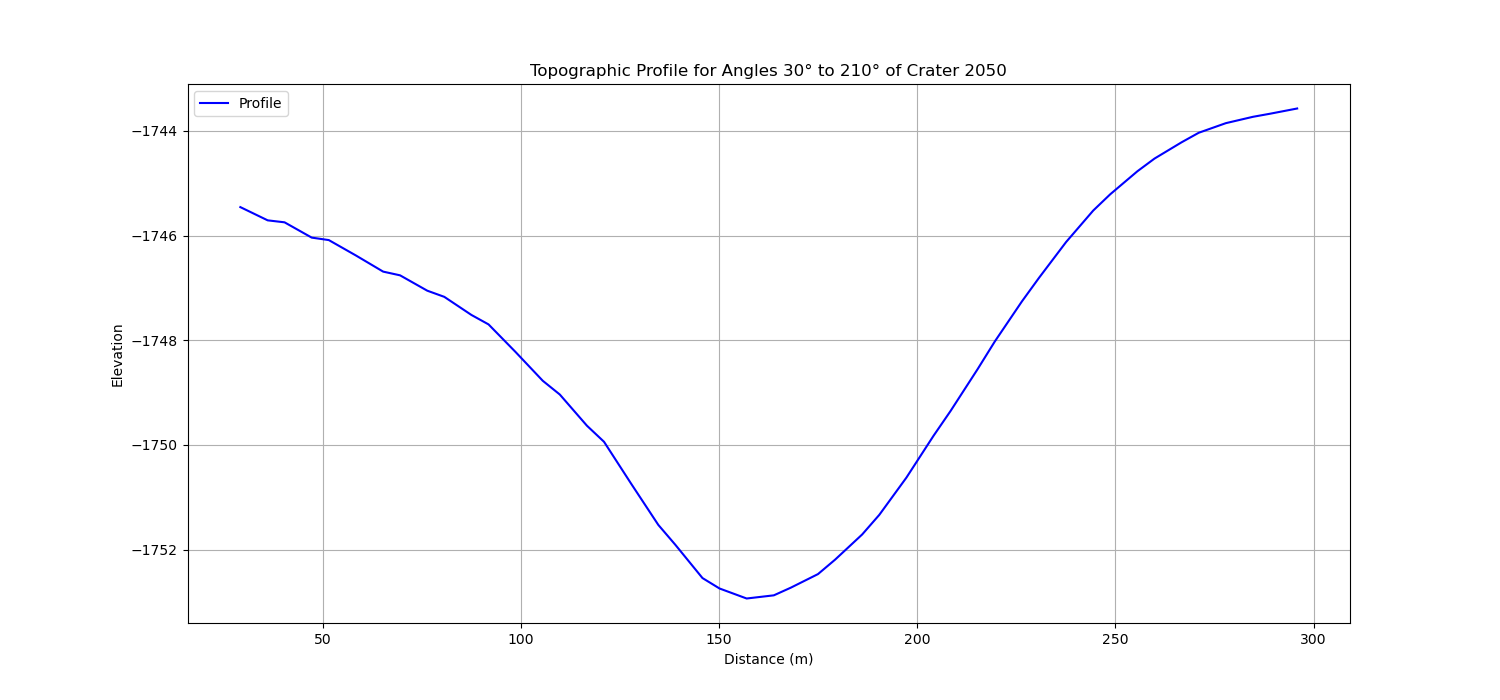 Topographic Profile for Angles 30° to 210° of Crater 2050
Profile
−1744
−1746
−1748
−1750
−1752
Elevation
50
100
150
200
250
300
Distance (m)